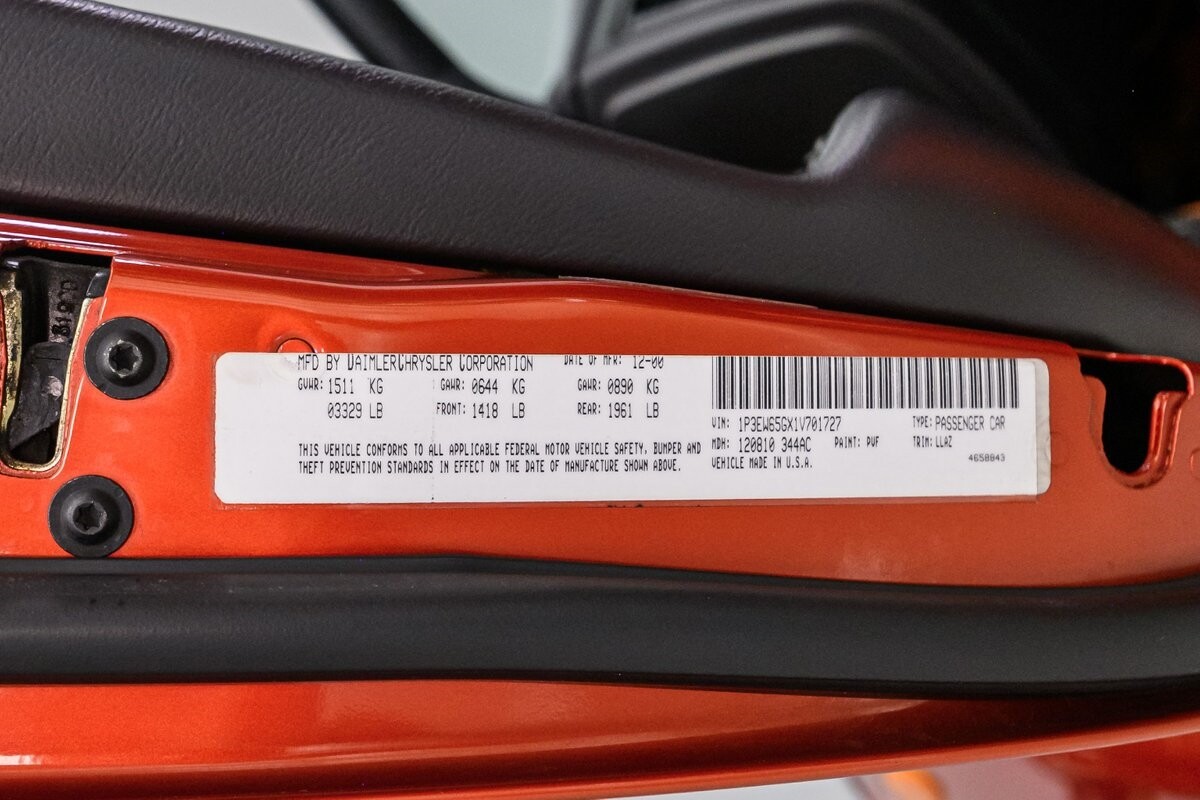 MFD BY DAIMLERCHRYSLER CORPORATION DATE OF MFR: 12-00
GVWR: 1511 KG GAWR: 0644 KG GAWR: 0890 KG
03329 LB FRONT: 1418 LB REAR: 1961 LB
THIS VEHICLE CONFORMS TO ALL APPLICABLE FEDERAL MOTOR VEHICLE SAFETY, BUMPER AND
THEFT PREVENTION STANDARDS IN EFFECT ON THE DATE OF MANUFACTURE SHOWN ABOVE.
VIN: 1P3EW65GX1V701727 TYPE: PASSENGER CAR
MDH: 120810 344AC PAINT: PVF TRIM: LLAZ
VEHICLE MADE IN U.S.A.
4658843